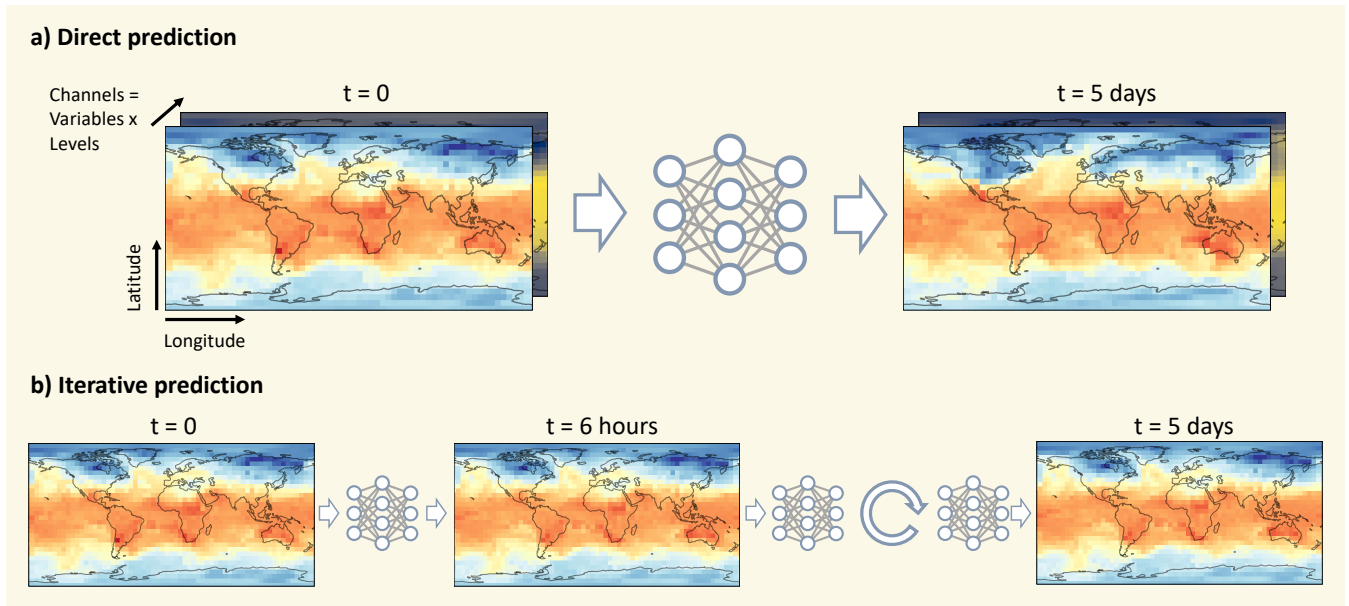 a) Direct prediction
Channels =
Variables x
Levels
t = 0
t = 5 days
Latitude
Longitude
b) Iterative prediction
t = 0
t = 6 hours
t = 5 days